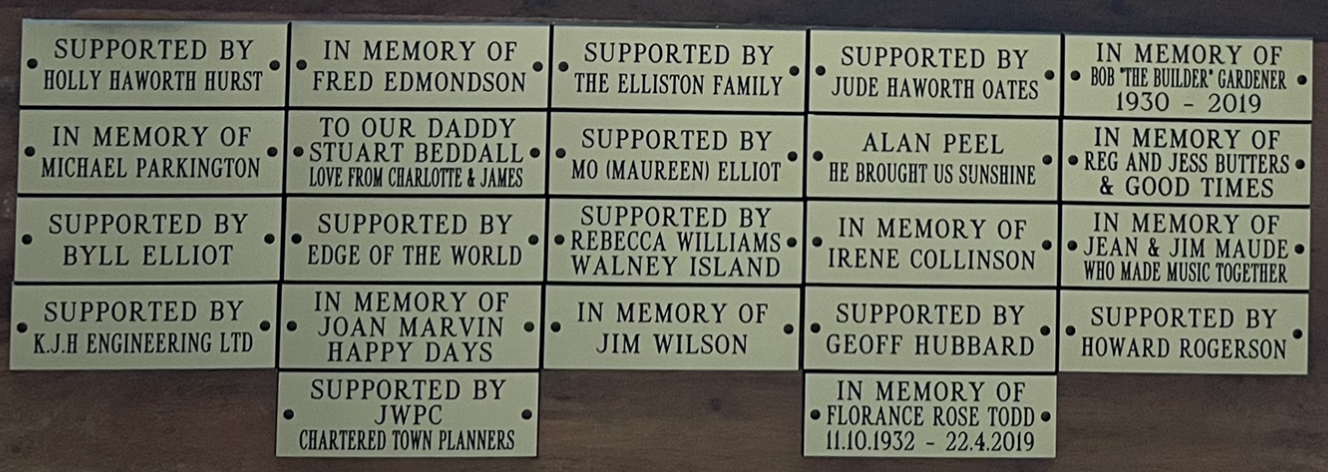 SUPPORTED BY
HOLLY HAWORTH HURST
IN MEMORY OF
FRED EDMONDSON
SUPPORTED BY
THE ELLISTON FAMILY
SUPPORTED BY
JUDE HAWORTH OATES
IN MEMORY OF
BOB "THE BUILDER" GARDENER
1930 - 2019
IN MEMORY OF
MICHAEL PARKINGTON
TO OUR DADDY
STUART BEDDALL
LOVE FROM CHARLOTTE & JAMES
SUPPORTED BY
MO (MAUREEN) ELLIOT
ALAN PEEL
HE BROUGHT US SUNSHINE
IN MEMORY OF
REG AND JESS BUTTERS
& GOOD TIMES
SUPPORTED BY
BYLL ELLIOT
SUPPORTED BY
EDGE OF THE WORLD
SUPPORTED BY
REBECCA WILLIAMS
WALNEY ISLAND
IN MEMORY OF
IRENE COLLINSON
IN MEMORY OF
JEAN & JIM MAUDE
WHO MADE MUSIC TOGETHER
SUPPORTED BY
K.J.H ENGINEERING LTD
IN MEMORY OF
JOAN MARVIN
HAPPY DAYS
IN MEMORY OF
JIM WILSON
SUPPORTED BY
GEOFF HUBBARD
SUPPORTED BY
HOWARD ROGERSON
SUPPORTED BY
JWPC
CHARTERED TOWN PLANNERS
IN MEMORY OF
FLORANCE ROSE TODD
11.10.1932 - 22.4.2019